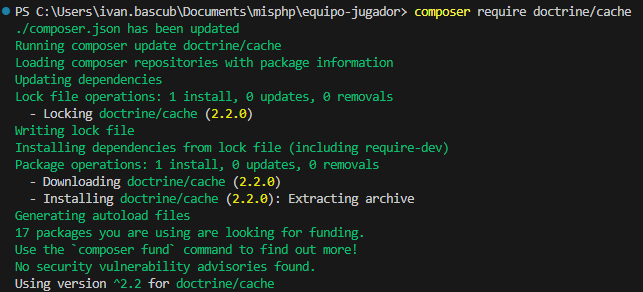 PS C:\Users\ivan.bascub\Documents\misphp\equipo-jugador> composer require doctrine/cache
./composer.json has been updated
Running composer update doctrine/cache
Loading composer repositories with package information
Updating dependencies
Lock file operations: 1 install, 0 updates, 0 removals
  - Locking doctrine/cache (2.2.0)
Writing lock file
Installing dependencies from lock file (including require-dev)
Package operations: 1 install, 0 updates, 0 removals
  - Downloading doctrine/cache (2.2.0)
  - Installing doctrine/cache (2.2.0): Extracting archive
Generating autoload files
17 packages you are using are looking for funding.
Use the `composer fund` command to find out more!
No security vulnerability advisories found.
Using version ^2.2 for doctrine/cache